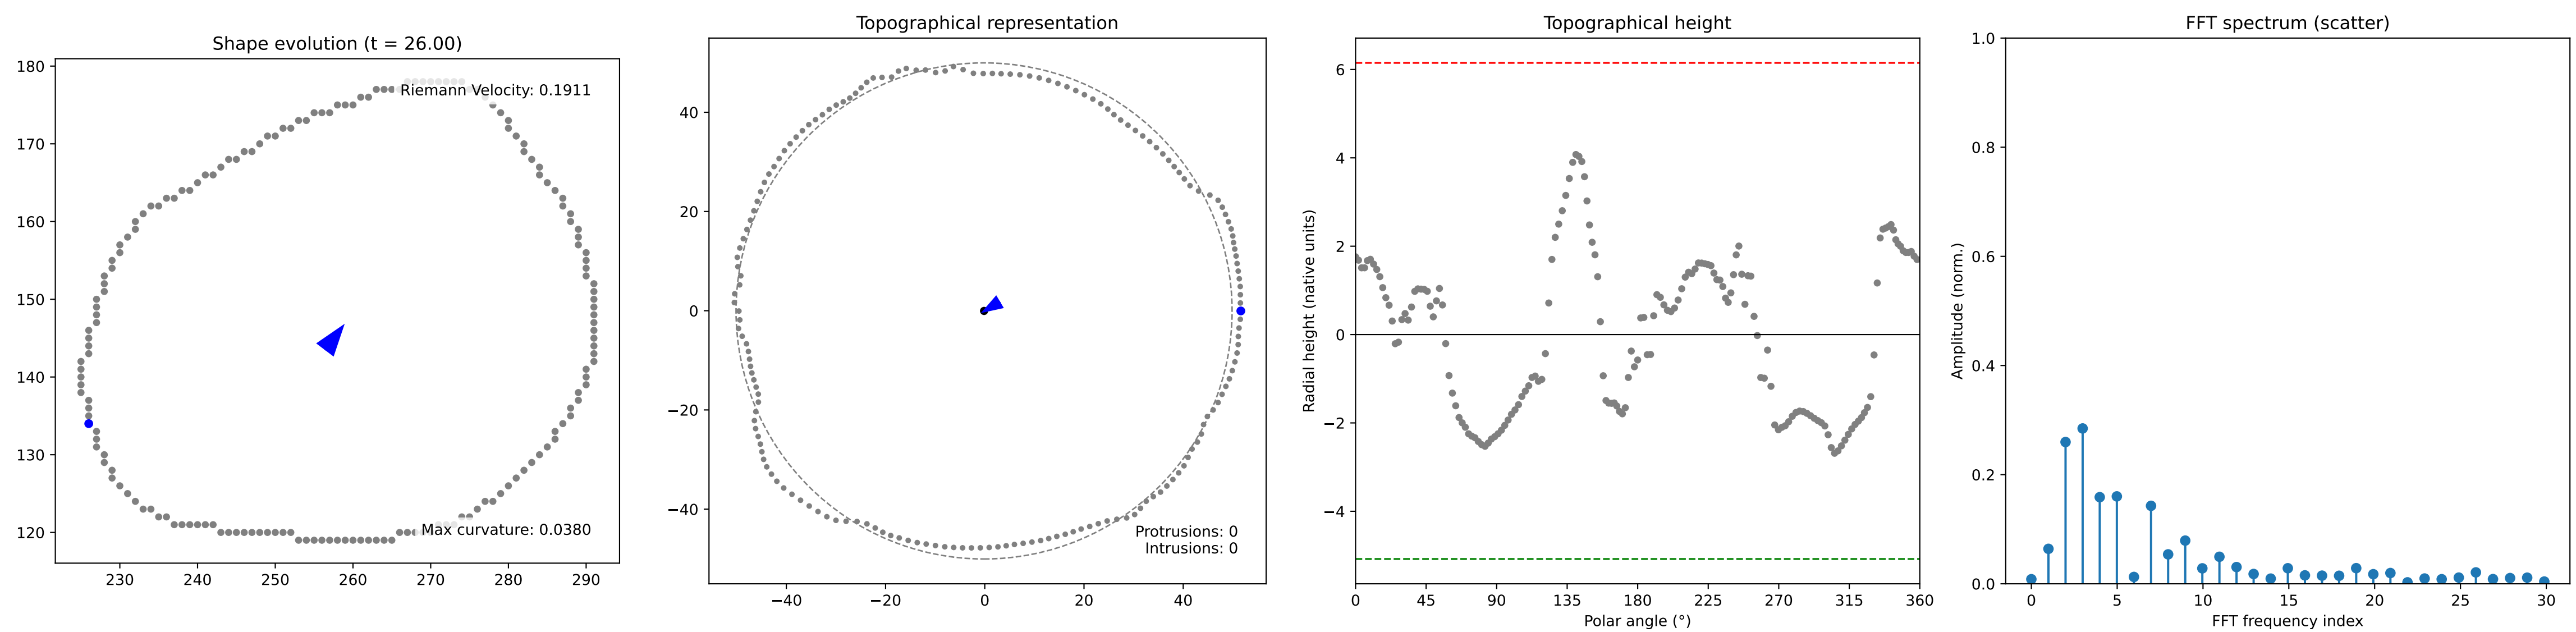 Shape evolution (t = 26.00)
180
170
160
150
140
130
120
230 240 250 260 270 280 290
Riemann Velocity: 0.1911
Max curvature: 0.0380
Topographical representation
40
20
0
−20
−40
−40 −20 0 20 40
Protrusions: 0
Intrusions: 0
Topographical height
Radial height (native units)
6
4
2
0
−2
−4
0 45 90 135 180 225 270 315 360
Polar angle (°)
FFT spectrum (scatter)
Amplitude (norm.)
1.0
0.8
0.6
0.4
0.2
0.0
0 5 10 15 20 25 30
FFT frequency index